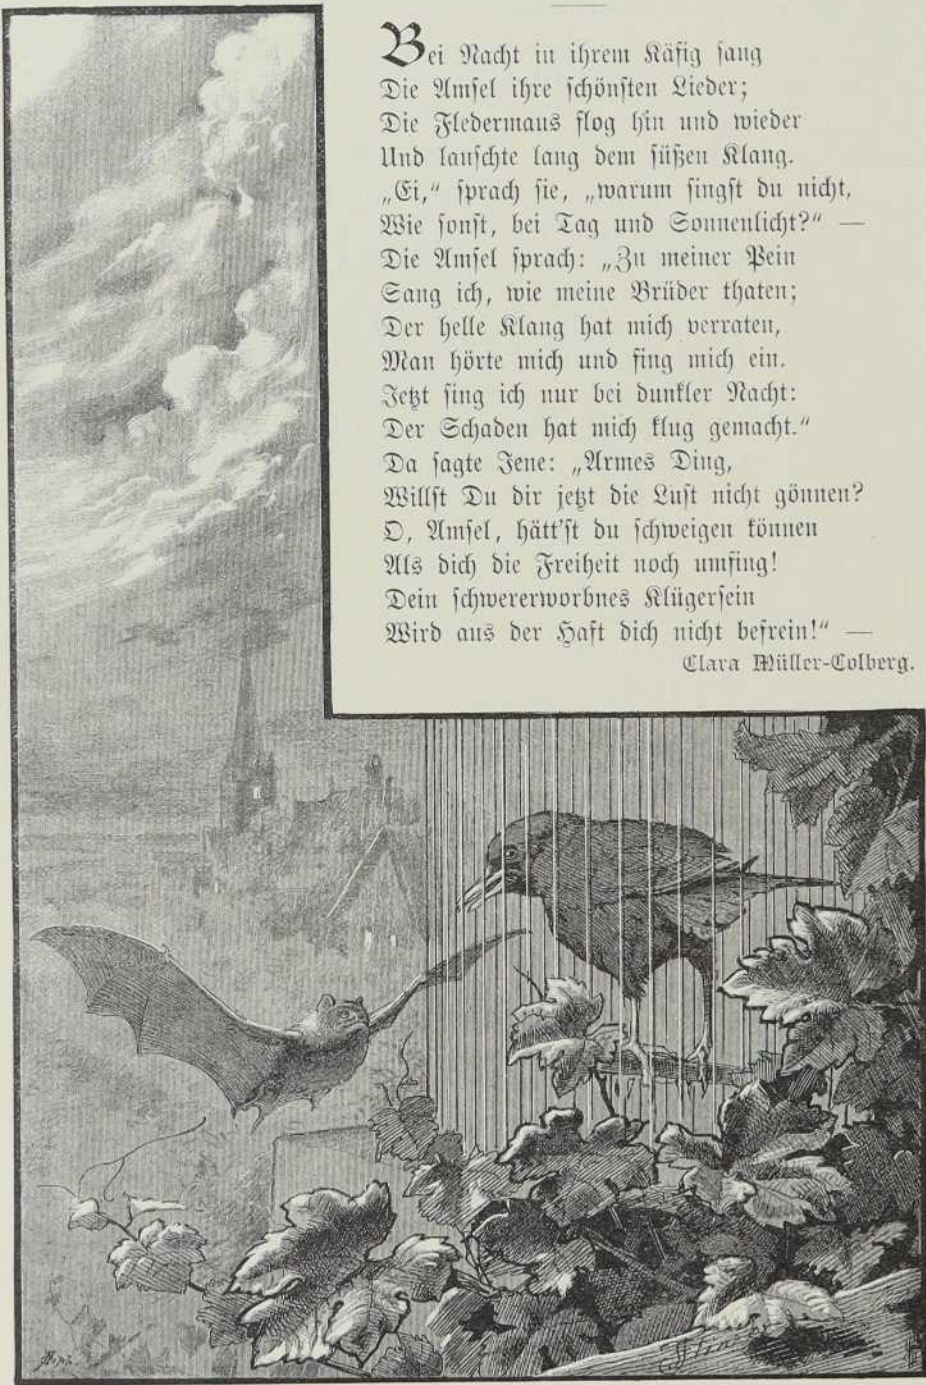 Bei Nacht in ihrem Käfig sang
Die Amsel ihre schönsten Lieder;
Die Fledermaus flog hin und wieder
Und lauschte lang dem süßen Klang.
„Ei,“ sprach sie, „warum singst du nicht,
Wie sonst, bei Tag und Sonnenlicht?“ —
Die Amsel sprach: „Zu meiner Pein
Sang ich, wie meine Brüder thaten;
Der helle Klang hat mich verraten,
Man hörte mich und fing mich ein.
Jetzt sing ich nur bei dunkler Nacht:
Der Schaden hat mich klug gemacht.“
Da sagte Jene: „Armes Ding,
Willst Du dir jetzt die Lust nicht gönnen?
O, Amsel, hätt'st du schweigen können
Als dich die Freiheit noch umfing!
Dein schwererworbnes Klügersein
Wird aus der Haft dich nicht befrein!“ —
Clara Müller-Colberg.